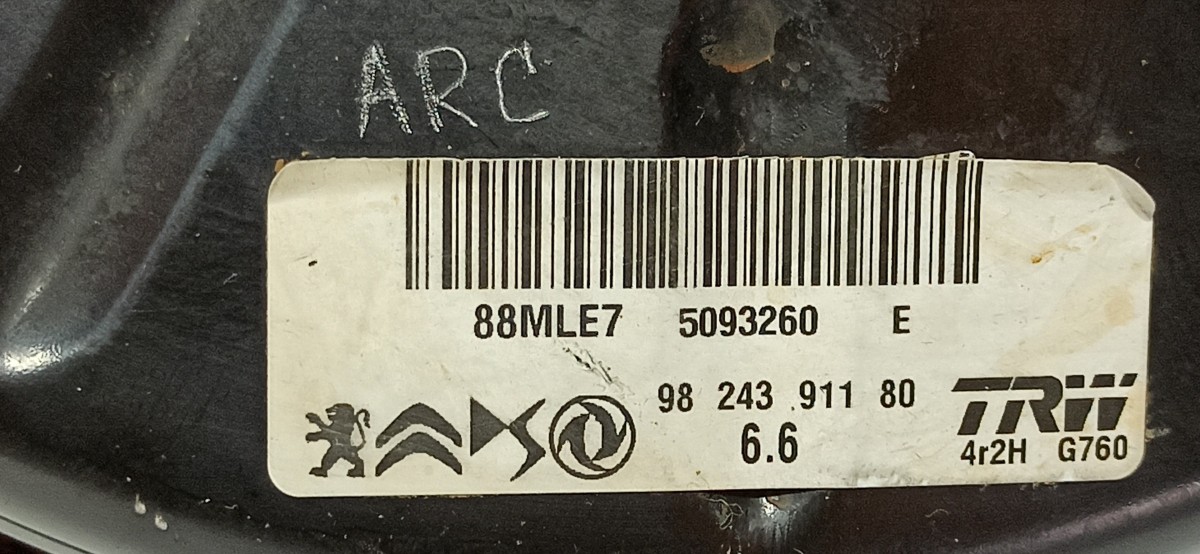 ARC
88MLE7 5093260 E
98 243 911 80
6.6
TRW
4r2H G760